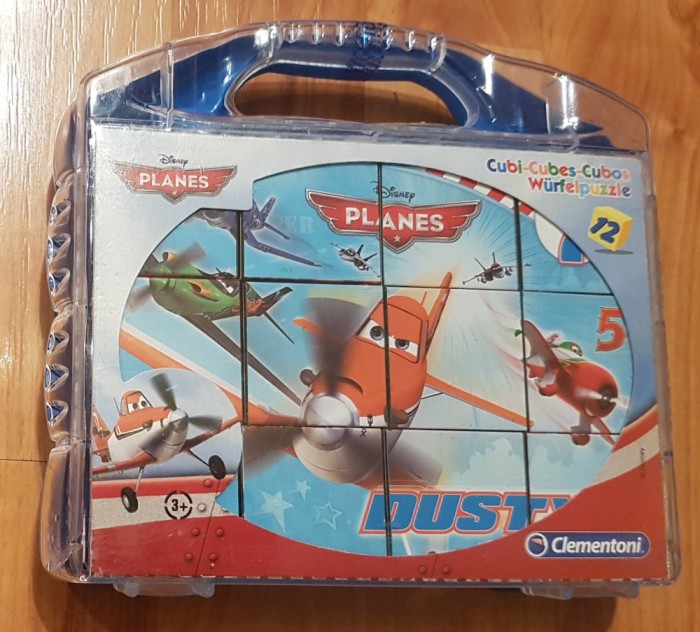 Disney
PLANES
Cubi-Cubes-Cubos
Würfelpuzzle
12
Disney
PLANES
5
3+
DUSTY
Clementoni